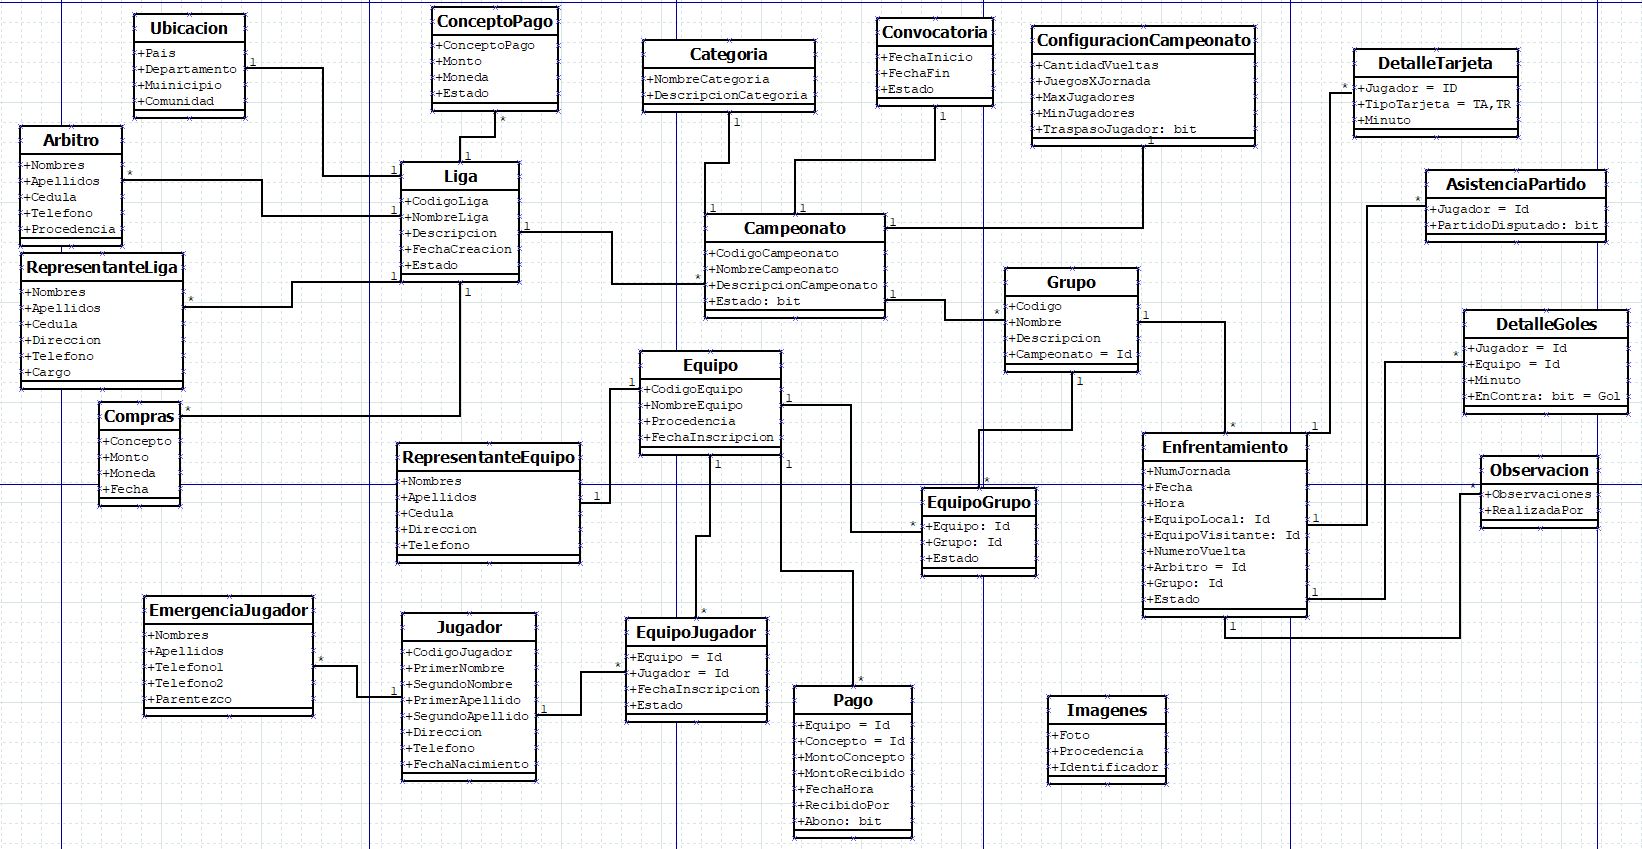 Ubicacion
+Pais
+Departamento
+Muinicipio
+Comunidad
1
ConceptoPago
+ConceptoPago
+Monto
+Moneda
+Estado
*
Categoria
+NombreCategoria
+DescripcionCategoria
1
Convocatoria
+FechaInicio
+FechaFin
+Estado
1
ConfiguracionCampeonato
+CantidadVueltas
+JuegosXJornada
+MaxJugadores
+MinJugadores
+TraspasoJugador: bit
1
DetalleTarjeta
+Jugador = ID
+TipoTarjeta = TA,TR
+Minuto
*
Arbitro
+Nombres
+Apellidos
+Cedula
+Telefono
+Procedencia
*
Liga
+CodigoLiga
+NombreLiga
+Descripcion
+FechaCreacion
+Estado
1
1
1
1
1
1
AsistenciaPartido
+Jugador = Id
+PartidoDisputado: bit
*
Campeonato
+CodigoCampeonato
+NombreCampeonato
+DescripcionCampeonato
+Estado: bit
1
1
1
*
1
RepresentanteLiga
+Nombres
+Apellidos
+Cedula
+Direccion
+Telefono
+Cargo
*
Grupo
+Codigo
+Nombre
+Descripcion
+Campeonato = Id
*
1
1
DetalleGoles
+Jugador = Id
+Equipo = Id
+Minuto
+EnContra: bit = Gol
*
Equipo
+CodigoEquipo
+NombreEquipo
+Procedencia
+FechaInscripcion
1
1
1
1
Compras
+Concepto
+Monto
+Moneda
+Fecha
*
RepresentanteEquipo
+Nombres
+Apellidos
+Cedula
+Direccion
+Telefono
1
Enfrentamiento
+NumJornada
+Fecha
+Hora
+EquipoLocal: Id
+EquipoVisitante: Id
+NumeroVuelta
+Arbitro = Id
+Grupo: Id
+Estado
*
1
1
1
1
Observacion
+Observaciones
+RealizadaPor
*
EquipoGrupo
+Equipo: Id
+Grupo: Id
+Estado
*
*
EmergenciaJugador
+Nombres
+Apellidos
+Telefono1
+Telefono2
+Parentezco
*
Jugador
+CodigoJugador
+PrimerNombre
+SegundoNombre
+PrimerApellido
+SegundoApellido
+Direccion
+Telefono
+FechaNacimiento
1
1
EquipoJugador
+Equipo = Id
+Jugador = Id
+FechaInscripcion
+Estado
*
*
Pago
+Equipo = Id
+Concepto = Id
+MontoConcepto
+MontoRecibido
+FechaHora
+RecibidoPor
+Abono: bit
*
Imagenes
+Foto
+Procedencia
+Identificador